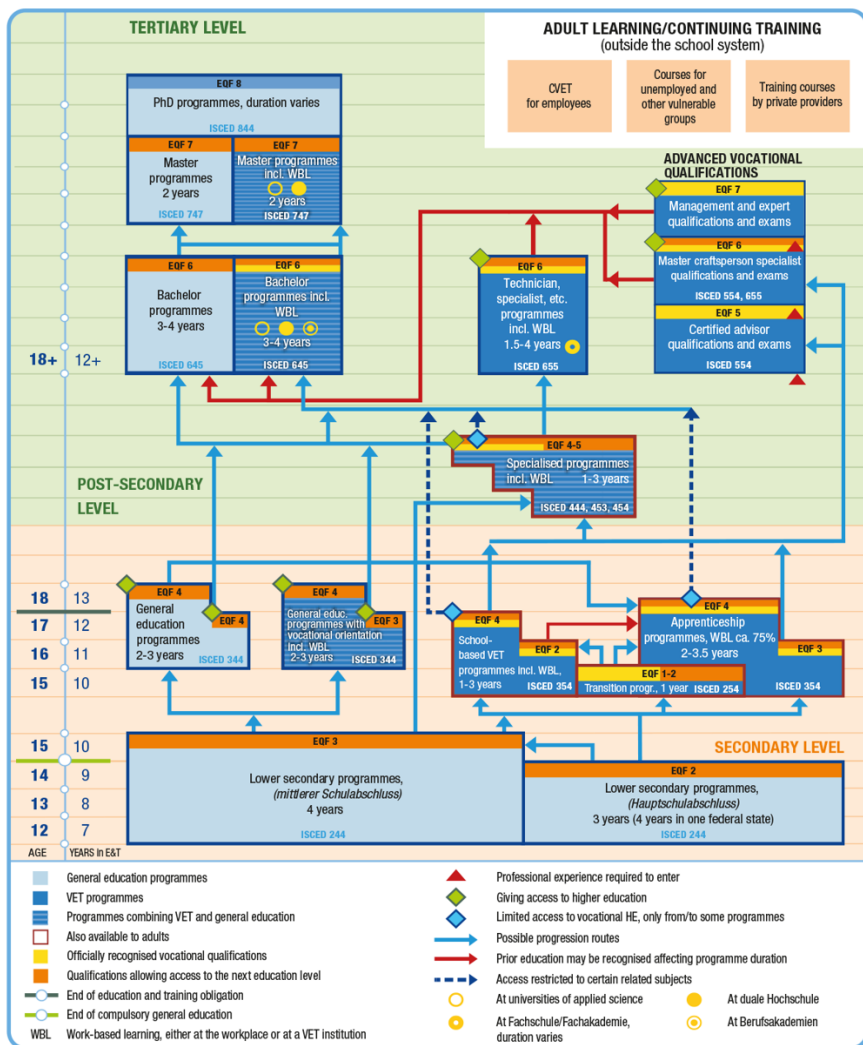 TERTIARY LEVEL
ADULT LEARNING/CONTINUING TRAINING
(outside the school system)
CVET
for employees
Courses for
unemployed and
other vulnerable
groups
Training courses
by private providers
EQF 8
PhD programmes, duration varies
ISCED 844
EQF 7
Master
programmes
2 years
ISCED 747
EQF 7
Master programmes
incl. WBL
2 years
ISCED 747
ADVANCED VOCATIONAL
QUALIFICATIONS
EQF 7
Management and expert
qualifications and exams
EQF 6
Master craftsperson specialist
qualifications and exams
ISCED 554, 655
EQF 5
Certified advisor
qualifications and exams
ISCED 554
EQF 6
Bachelor
programmes
3-4 years
ISCED 645
EQF 6
Bachelor
programmes incl.
WBL
3-4 years
ISCED 645
EQF 6
Technician,
specialist, etc.
programmes
incl. WBL
1.5-4 years
ISCED 655
18+ 12+
EQF 4-5
Specialised programmes
incl. WBL 1-3 years
ISCED 444, 453, 454
POST-SECONDARY
LEVEL
18 13
17 12
16 11
15 10
EQF 4
General
education
programmes
2-3 years
EQF 4
ISCED 344
EQF 4
General educ.
programmes with
vocational orientation
incl. WBL
2-3 years
EQF 3
ISCED 344
EQF 4
School-
based VET
programmes incl. WBL,
1-3 years
EQF 2
ISCED 354
EQF 1-2
Transition progr., 1 year
ISCED 254
EQF 4
Apprenticeship
programmes, WBL ca. 75%
2-3.5 years
EQF 3
ISCED 354
SECONDARY LEVEL
15 10
14 9
13 8
12 7
AGE YEARS in E&T
EQF 3
Lower secondary programmes,
(mittlerer Schulabschluss)
4 years
ISCED 244
EQF 2
Lower secondary programmes,
(Hauptschulabschluss)
3 years (4 years in one federal state)
ISCED 244
General education programmes
VET programmes
Programmes combining VET and general education
Also available to adults
Officially recognised vocational qualifications
Qualifications allowing access to the next education level
End of education and training obligation
End of compulsory general education
WBL Work-based learning, either at the workplace or at a VET institution
Professional experience required to enter
Giving access to higher education
Limited access to vocational HE, only from/to some programmes
Possible progression routes
Prior education may be recognised affecting programme duration
Access restricted to certain related subjects
At universities of applied science
At duale Hochschule
At Fachschule/Fachakademie,
duration varies
At Berufsakademien